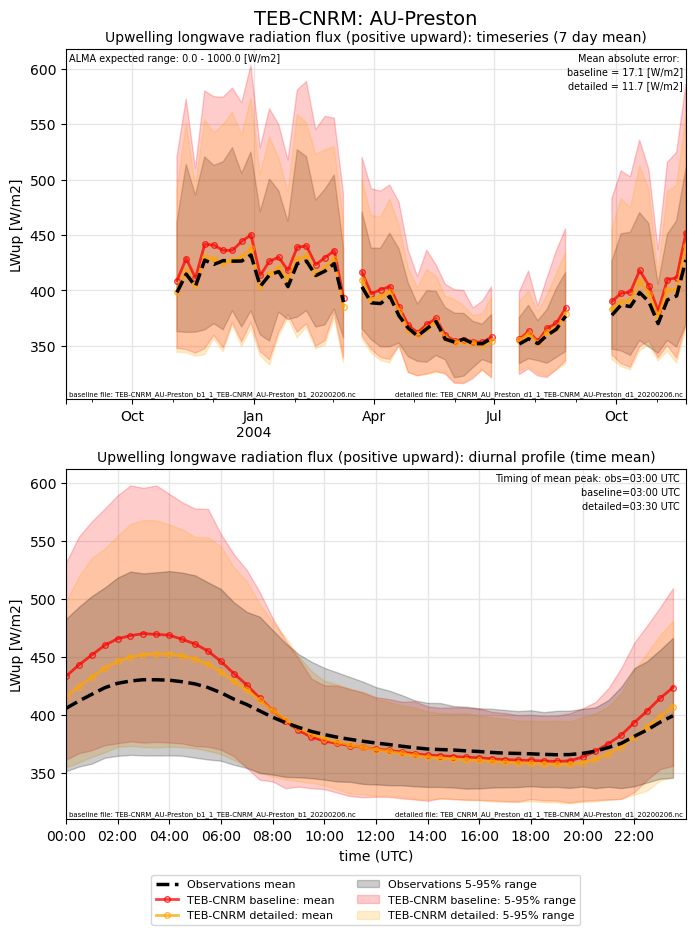 TEB-CNRM: AU-Preston
Upwelling longwave radiation flux (positive upward): timeseries (7 day mean)
ALMA expected range: 0.0 - 1000.0 [W/m2]
Mean absolute error:
baseline = 17.1 [W/m2]
detailed = 11.7 [W/m2]
600
550
500
450
400
350
LWup [W/m2]
baseline file: TEB-CNRM_AU-Preston_b1_1_TEB-CNRM_AU-Preston_b1_20200206.nc
detailed file: TEB-CNRM_AU_Preston_d1_1_TEB-CNRM_AU-Preston_d1_20200206.nc
Oct Jan Apr Jul Oct
2004
Upwelling longwave radiation flux (positive upward): diurnal profile (time mean)
Timing of mean peak: obs=03:00 UTC
baseline=03:00 UTC
detailed=03:30 UTC
600
550
500
450
400
350
LWup [W/m2]
baseline file: TEB-CNRM_AU-Preston_b1_1_TEB-CNRM_AU-Preston_b1_20200206.nc
detailed file: TEB-CNRM_AU_Preston_d1_1_TEB-CNRM_AU-Preston_d1_20200206.nc
00:00 02:00 04:00 06:00 08:00 10:00 12:00 14:00 16:00 18:00 20:00 22:00
time (UTC)
Observations mean
TEB-CNRM baseline: mean
TEB-CNRM detailed: mean
Observations 5-95% range
TEB-CNRM baseline: 5-95% range
TEB-CNRM detailed: 5-95% range